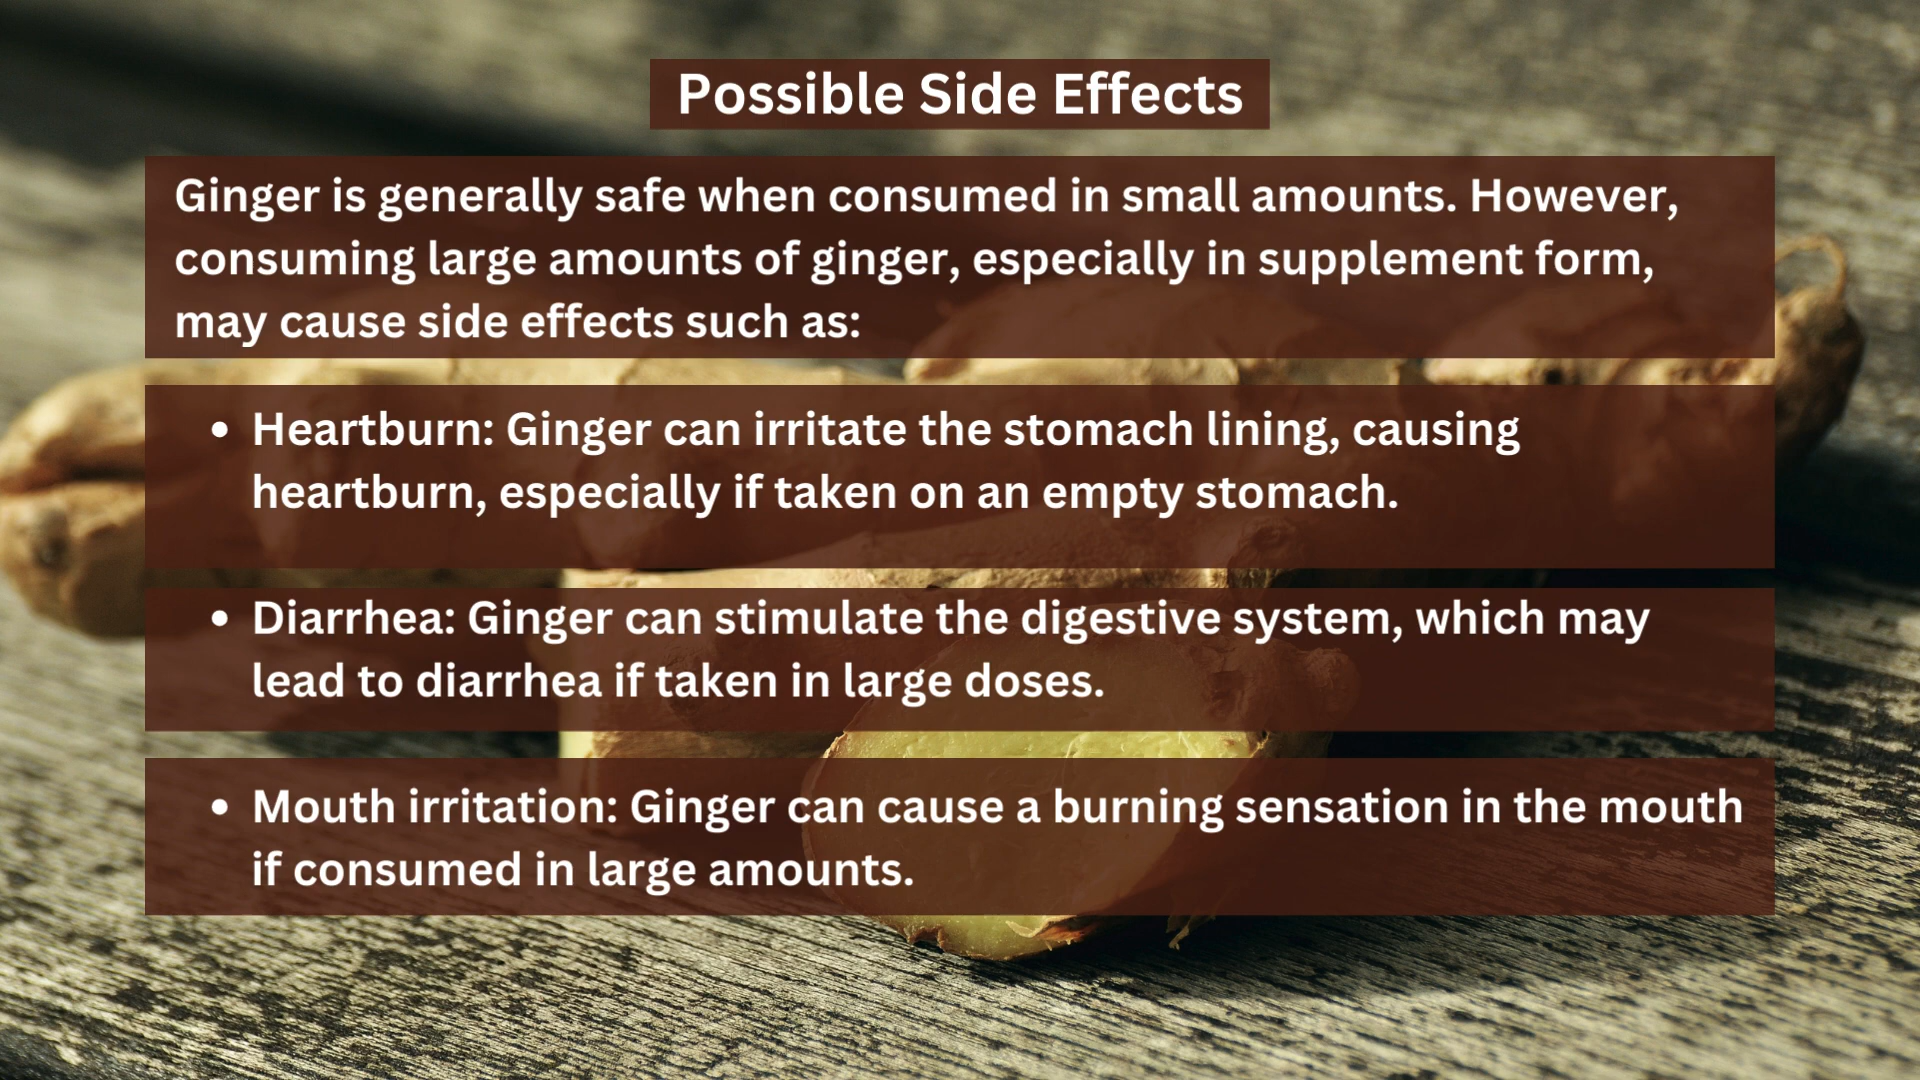 Possible Side Effects
Ginger is generally safe when consumed in small amounts. However,
consuming large amounts of ginger, especially in supplement form,
may cause side effects such as:
• Heartburn: Ginger can irritate the stomach lining, causing
heartburn, especially if taken on an empty stomach.
• Diarrhea: Ginger can stimulate the digestive system, which may
lead to diarrhea if taken in large doses.
• Mouth irritation: Ginger can cause a burning sensation in the mouth
if consumed in large amounts.